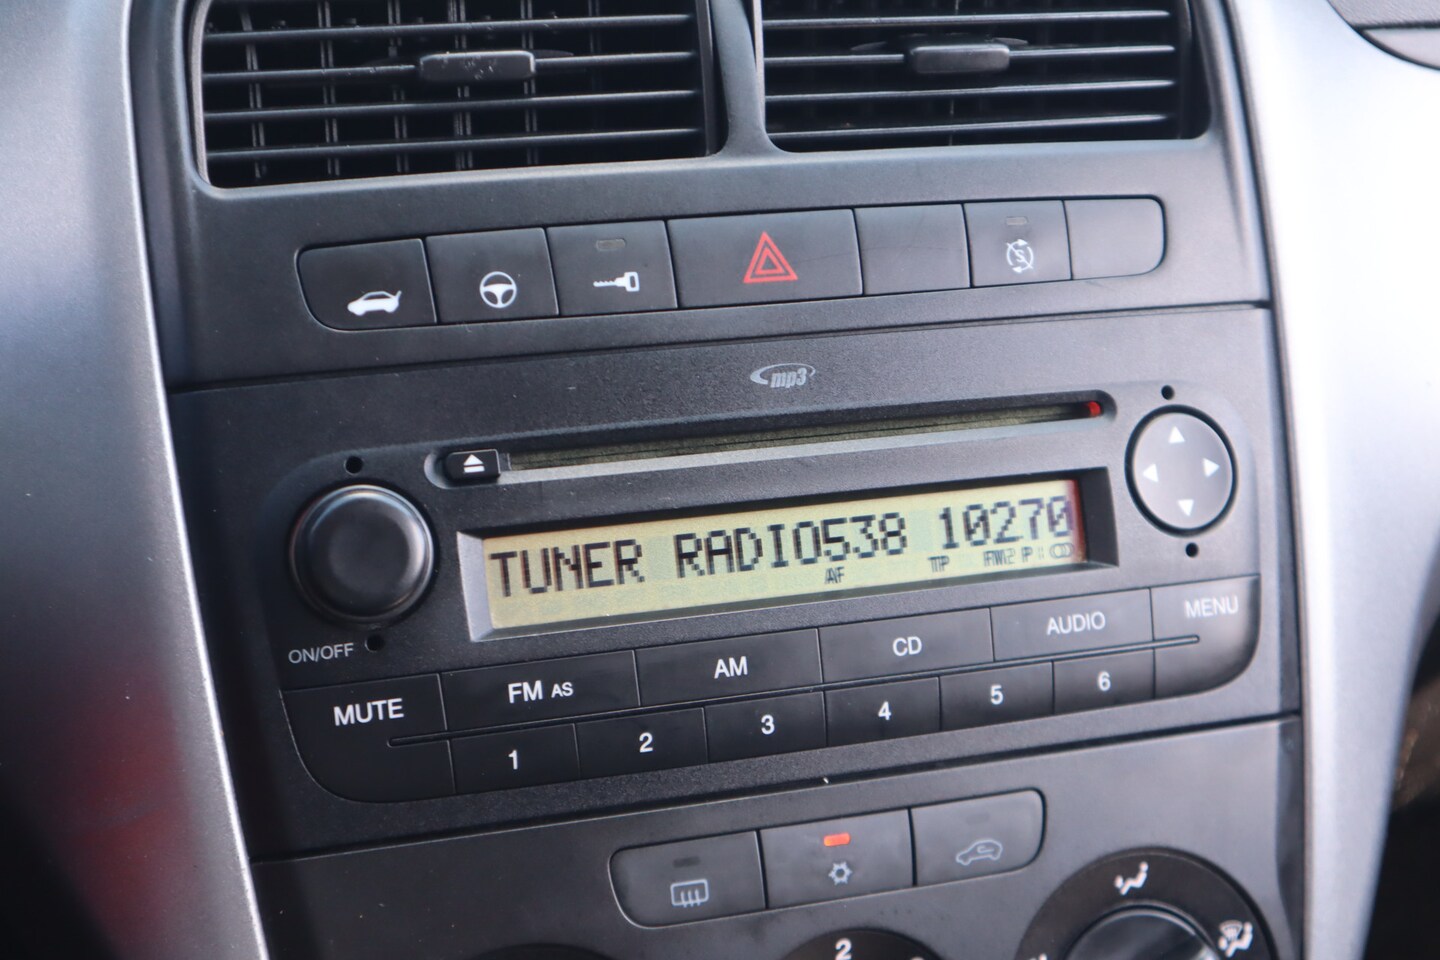 mp3
TUNER RADIO538 10270
AF TP FM2 P
ON/OFF
MUTE FM AS AM CD AUDIO MENU
1 2 3 4 5 6
2